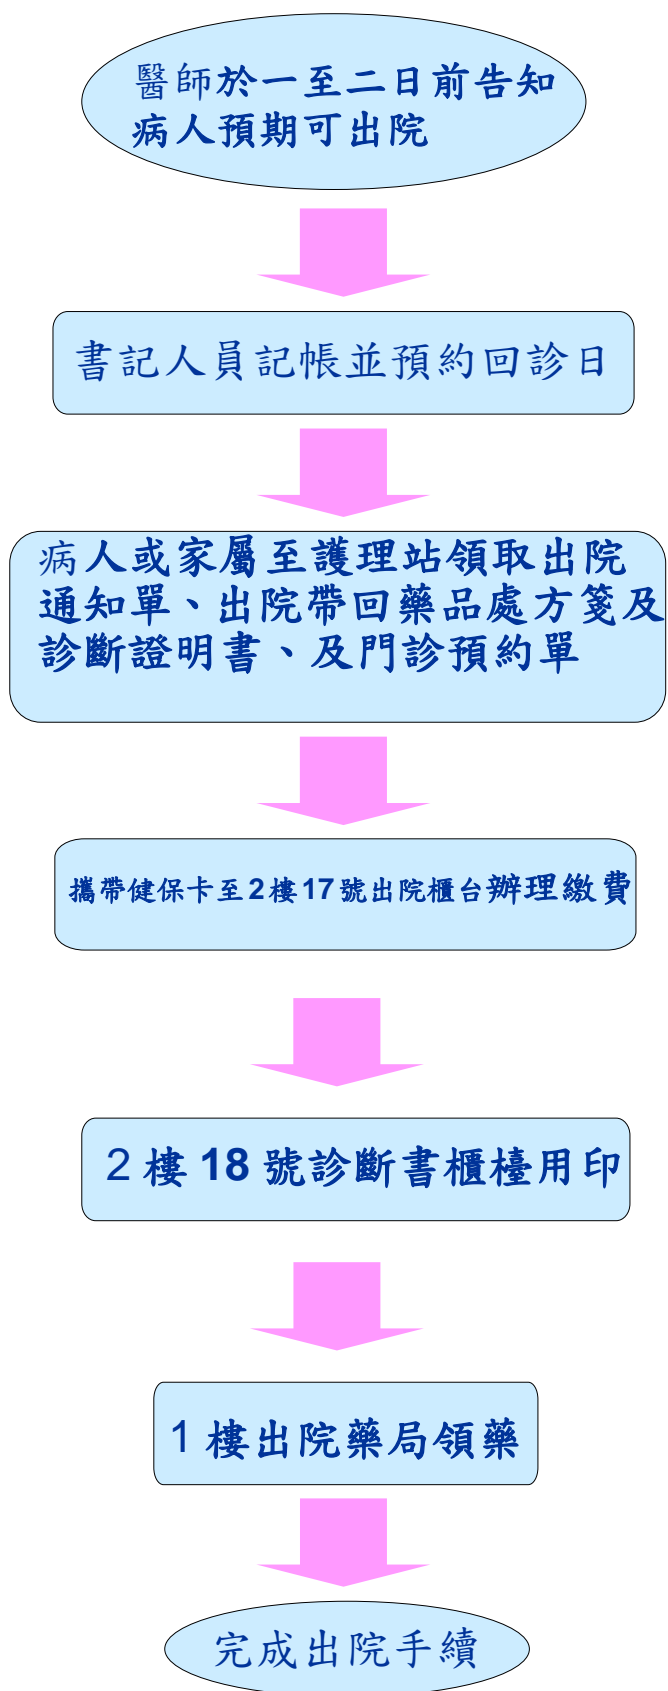 醫師於一至二日前告知
病人預期可出院
書記人員記帳並預約回診日
病人或家屬至護理站領取出院
通知單、出院帶回藥品處方箋及
診斷證明書、及門診預約單
攜帶健保卡至2樓17號出院櫃台辦理繳費
2樓18號診斷書櫃檯用印
1樓出院藥局領藥
完成出院手續